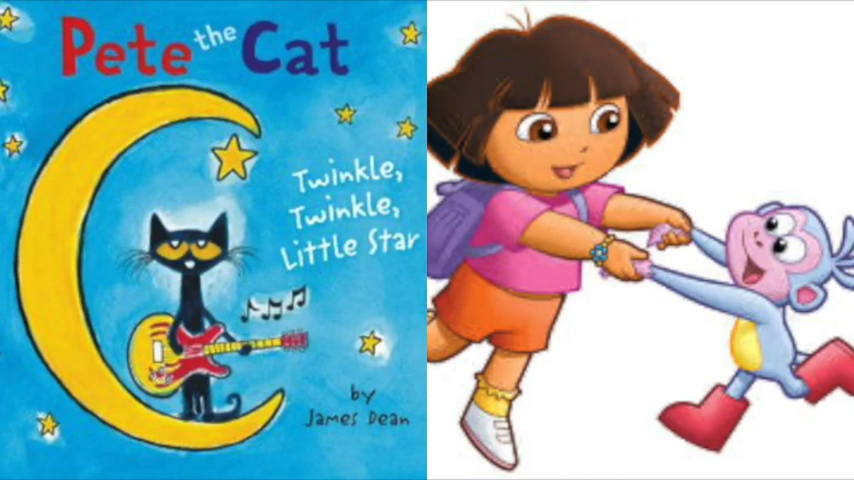 Pete the Cat
Twinkle,
Twinkle,
Little Star
by
James Dean